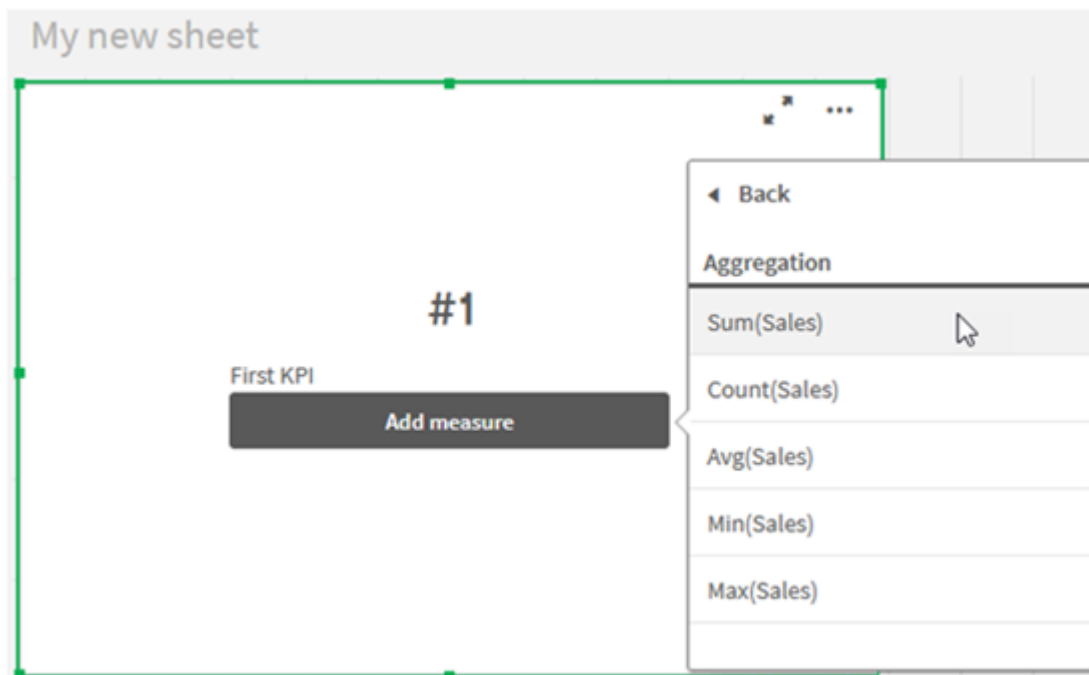 My new sheet
Back
Aggregation
#1
Sum(Sales)
First KPI
Count(Sales)
Add measure
Avg(Sales)
Min(Sales)
Max(Sales)